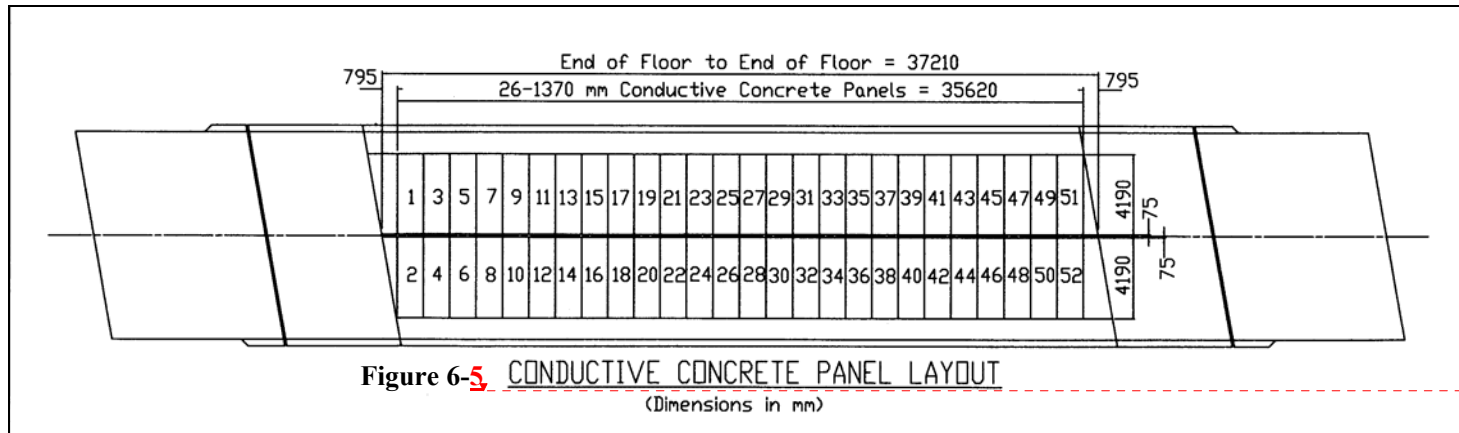 End of Floor to End of Floor = 37210
795 795
26-1370 mm Conductive Concrete Panels = 35620
1 3 5 7 9 11 13 15 17 19 21 23 25 27 29 31 33 35 37 39 41 43 45 47 49 51 4190
75
2 4 6 8 10 12 14 16 18 20 22 24 26 28 30 32 34 36 38 40 42 44 46 48 50 52 4190
75
Figure 6-5, CONDUCTIVE CONCRETE PANEL LAYOUT
(Dimensions in mm)